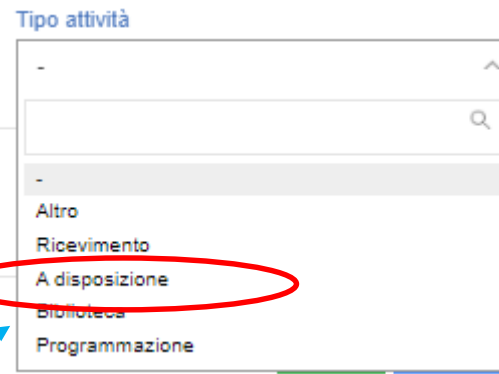 Tipo attività
-
-
Altro
Ricevimento
A disposizione
Biblioteca
Programmazione